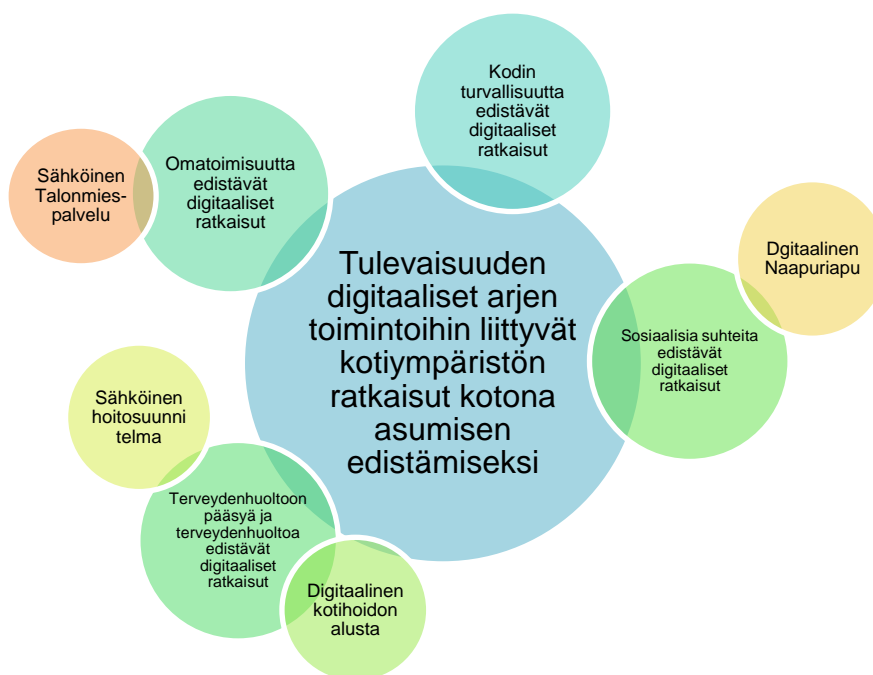 Kodin
turvallisuutta
edistävät
digitaaliset
ratkaisut
Sähköinen
Talonmies-
palvelu
Omatoimisuutta
edistävät
digitaaliset
ratkaisut
Dgitaalinen
Naapuriapu
Tulevaisuuden
digitaaliset arjen
toimintoihin liittyvät
kotiympäristön
ratkaisut kotona
asumisen
edistämiseksi
Sosiaalisia suhteita
edistävät
digitaaliset
ratkaisut
Sähköinen
hoitosuunni
telma
Terveydenhuoltoon
pääsyä ja
terveydenhuoltoa
edistävät
digitaaliset
ratkaisut
Digitaalinen
kotihoidon
alusta